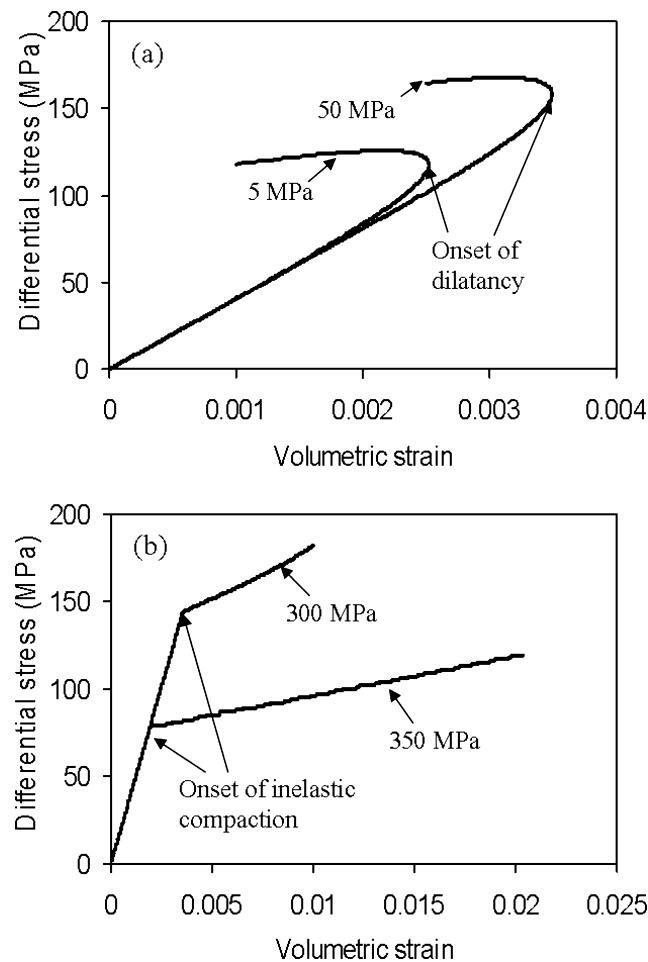 (a)
Differential stress (MPa)
200
150
100
50
0
50 MPa
5 MPa
Onset of
dilatancy
0 0.001 0.002 0.003 0.004
Volumetric strain
(b)
Differential stress (MPa)
200
150
100
50
0
300 MPa
350 MPa
Onset of inelastic
compaction
0 0.005 0.01 0.015 0.02 0.025
Volumetric strain